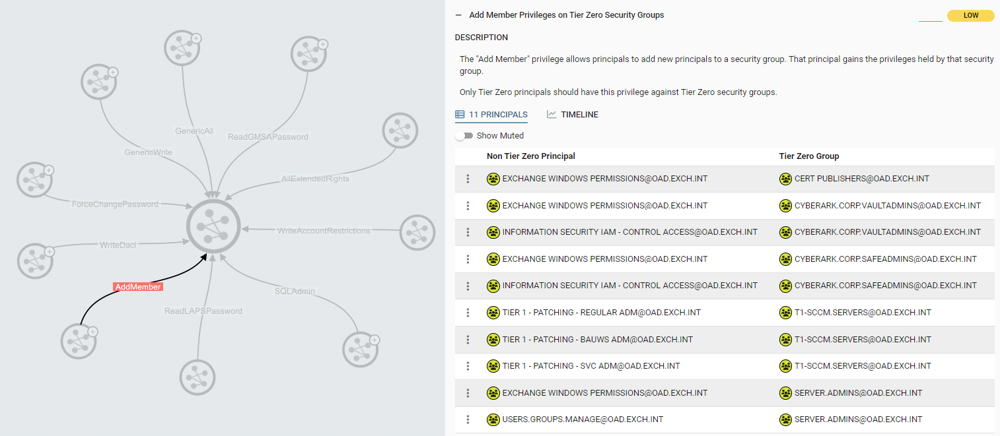 GenericAll
ReadGMSAPassword
GenericWrite
AllExtendedRights
ForceChangePassword
WriteAccountRestrictions
WriteDacl
AddMember
SQLAdmin
ReadLAPSPassword
Add Member Privileges on Tier Zero Security Groups
LOW
DESCRIPTION
The "Add Member" privilege allows principals to add new principals to a security group. That principal gains the privileges held by that security
group.
Only Tier Zero principals should have this privilege against Tier Zero security groups.
11 PRINCIPALS TIMELINE
Show Muted
Non Tier Zero Principal Tier Zero Group
EXCHANGE WINDOWS PERMISSIONS@OAD.EXCH.INT CERT PUBLISHERS@OAD.EXCH.INT
EXCHANGE WINDOWS PERMISSIONS@OAD.EXCH.INT CYBERARK.CORP.VAULTADMINS@OAD.EXCH.INT
INFORMATION SECURITY IAM - CONTROL ACCESS@OAD.EXCH.INT CYBERARK.CORP.VAULTADMINS@OAD.EXCH.INT
EXCHANGE WINDOWS PERMISSIONS@OAD.EXCH.INT CYBERARK.CORP.SAFEADMINS@OAD.EXCH.INT
INFORMATION SECURITY IAM - CONTROL ACCESS@OAD.EXCH.INT CYBERARK.CORP.SAFEADMINS@OAD.EXCH.INT
TIER 1 - PATCHING - REGULAR ADM@OAD.EXCH.INT T1-SCCM.SERVERS@OAD.EXCH.INT
TIER 1 - PATCHING - BAUWS ADM@OAD.EXCH.INT T1-SCCM.SERVERS@OAD.EXCH.INT
TIER 1 - PATCHING - SVC ADM@OAD.EXCH.INT T1-SCCM.SERVERS@OAD.EXCH.INT
EXCHANGE WINDOWS PERMISSIONS@OAD.EXCH.INT SERVER.ADMINS@OAD.EXCH.INT
USERS.GROUPS.MANAGE@OAD.EXCH.INT SERVER.ADMINS@OAD.EXCH.INT